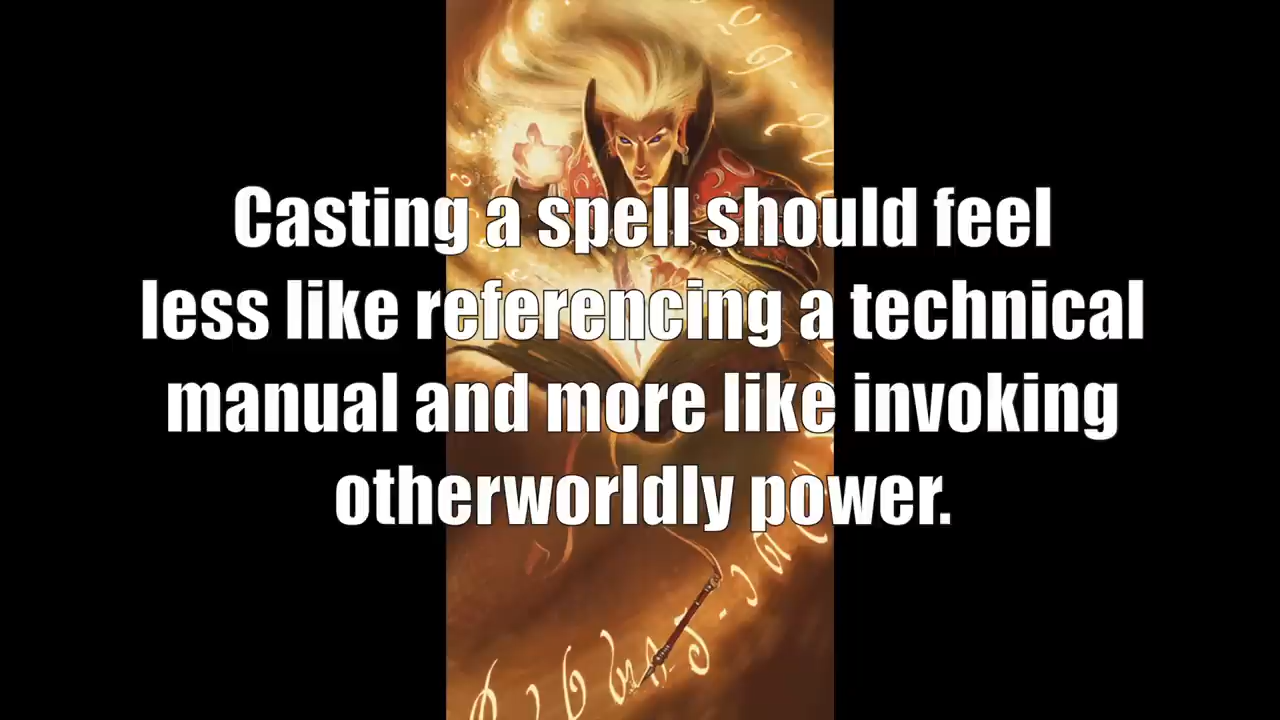 Casting a spell should feel
less like referencing a technical
manual and more like invoking
otherworldly power.